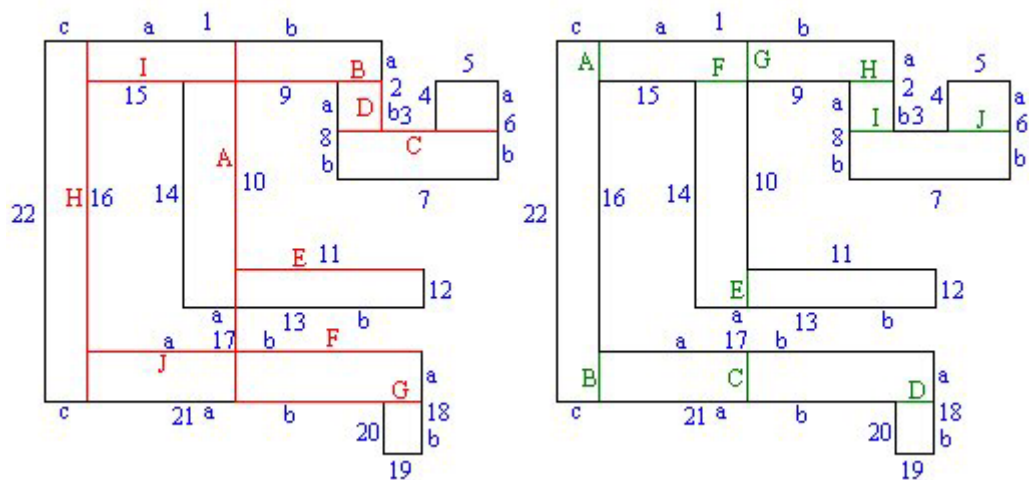 c a 1 b c a 1 b
5 5
I B a A F G H a
15 9 a D 2 4 a 15 9 a 2 4 a
b 3 6 I b 3 J 6
8 C 8
A b b b b
H 16 14 10 7 16 14 10 7
22 22
E 11 11
12 E 12
a 13 b a 13 b
a 17 b F a 17 b
J a a
G B C D
c 21 a b 18 c 21 a b 18
20 b 20 b
19 19